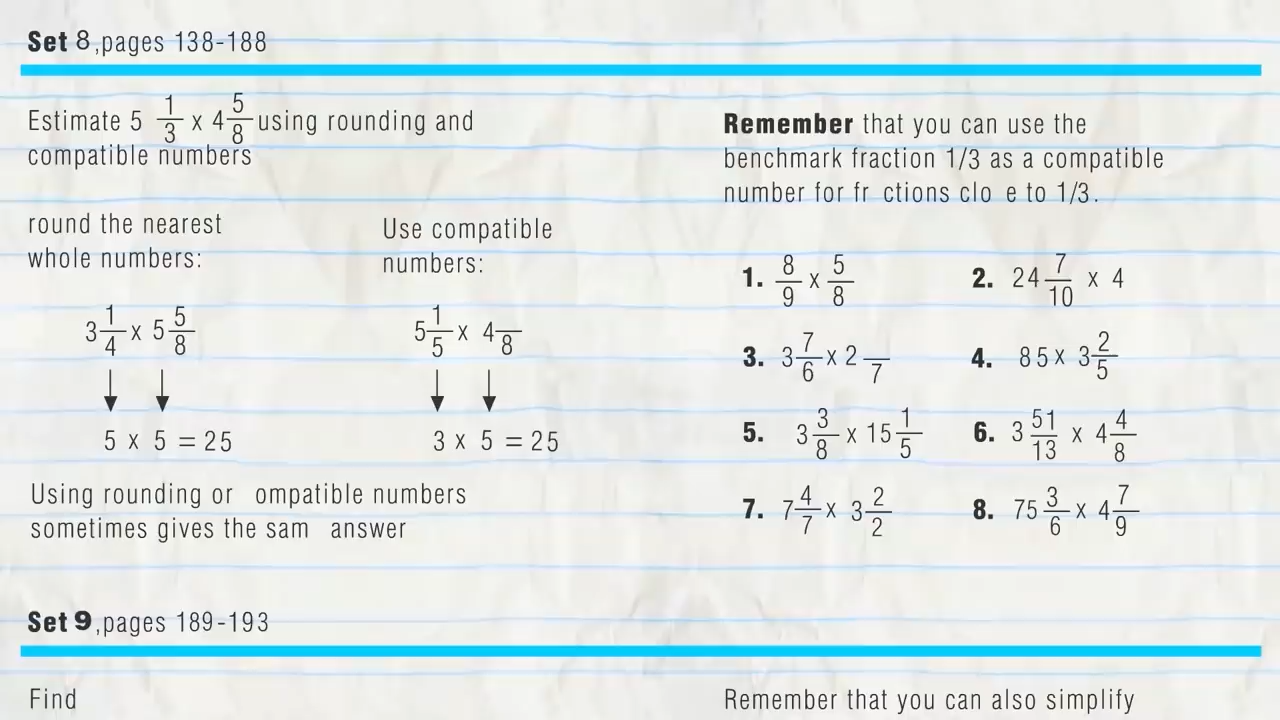 Set 8,pages 138-188
Estimate 5 1/3 x 4 5/8 using rounding and
compatible numbers
round the nearest
whole numbers:
3 1/4 x 5 5/8
5 x 5 = 25
Use compatible
numbers:
5 1/5 x 4 /8
3 x 5 = 25
Using rounding or ompatible numbers
sometimes gives the sam answer
Remember that you can use the
benchmark fraction 1/3 as a compatible
number for fr ctions clo e to 1/3.
1. 8/9 x 5/8
2. 24 7/10 x 4
3. 3 7/6 x 2 /7
4. 85 x 3 2/5
5. 3 3/8 x 15 1/5
6. 3 51/13 x 4 4/8
7. 7 4/7 x 3 2/2
8. 75 3/6 x 4 7/9
Set 9,pages 189-193
Find
Remember that you can also simplify